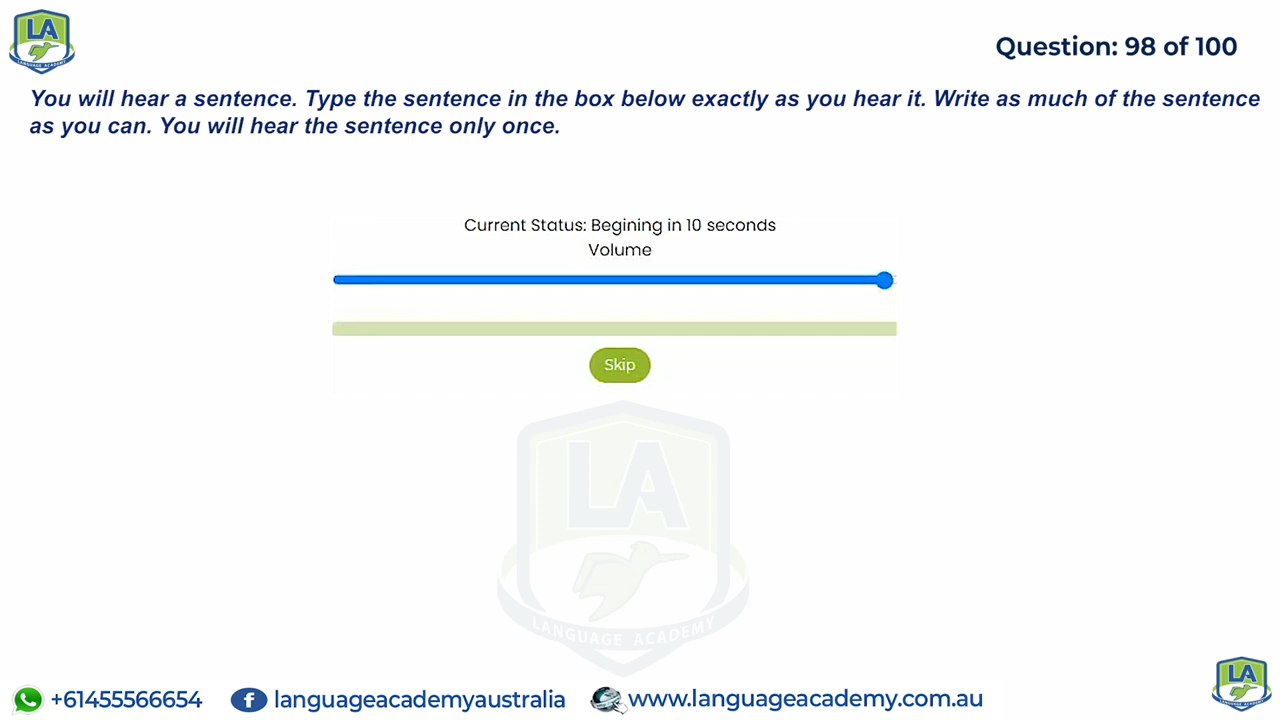 LA
LANGUAGE ACADEMY
Question: 98 of 100
You will hear a sentence. Type the sentence in the box below exactly as you hear it. Write as much of the sentence
as you can. You will hear the sentence only once.
Current Status: Begining in 10 seconds
Volume
Skip
LA
LANGUAGE ACADEMY
+61455566654 languageacademyaustralia www.languageacademy.com.au
LA
LANGUAGE ACADEMY